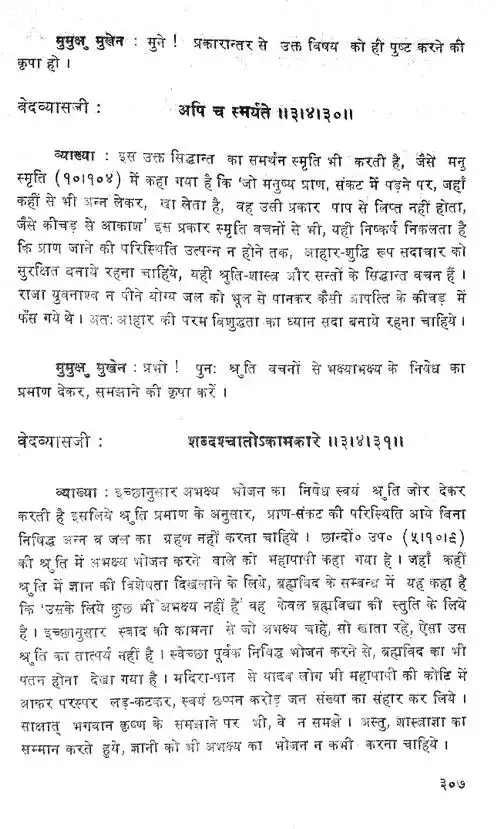 मुमुक्षु मुखेन : मुने ! प्रकारान्तर से उक्त विषय को ही पुष्ट करने की
कृपा हो ।
वेदव्यासजी : अपि च स्मर्यते ॥३।४।३०॥
व्याख्या : इस उक्त सिद्धान्त का समर्थन स्मृति भी करती है, जैसे मनु
स्मृति (१०।१०४) में कहा गया है कि 'जो मनुष्य प्राण, संकट में पड़ने पर, जहाँ
कहीं से भी अन्न लेकर, खा लेता है, वह उसी प्रकार पाप से लिप्त नहीं होता,
जैसे कीचड़ से आकाश' इस प्रकार स्मृति वचनों से भी, यही निष्कर्ष निकलता है
कि प्राण जाने की परिस्थिति उत्पन्न न होने तक, आहार-शुद्धि रूप सदाचार को
सुरक्षित बनाये रहना चाहिये, यही श्रुति-शास्त्र और सन्तों के सिद्धान्त वचन हैं ।
राजा युवनाश्व न पीने योग्य जल को भूल से पानकर कैसी आपत्ति के कीचड़ में
फँस गये थे । अतः आहार की परम विशुद्धता का ध्यान सदा बनाये रहना चाहिये ।
मुमुक्षु मुखेन : प्रभो ! पुनः श्रुति वचनों से भक्ष्याभक्ष्य के निषेध का
प्रमाण देकर, समझाने की कृपा करें ।
वेदव्यासजी : शब्दश्चातोऽकामकारे ॥३।४।३१॥
व्याख्या : इच्छानुसार अभक्ष्य भोजन का निषेध स्वयं श्रुति जोर देकर
करती है इसलिये श्रुति प्रमाण के अनुसार, प्राण-संकट की परिस्थिति आये विना
निषिद्ध अन्न व जल का ग्रहण नहीं करना चाहिये । छान्दो० उप० (५।१०।९)
की श्रुति में अभक्ष्य भोजन करने वाले को महापापी कहा गया है । जहाँ कहीं
श्रुति में ज्ञान की विशेषता दिखलाने के लिये, ब्रह्मविद के सम्बन्ध में यह कहा है
कि 'उसके लिये कुछ भी अभक्ष्य नहीं है' वह केवल ब्रह्मविद्या की स्तुति के लिये
है । इच्छानुसार स्वाद की कामना से जो अभक्ष्य चाहे, सो खाता रहे, ऐसा उस
श्रुति का तात्पर्य नहीं है । स्वेच्छा पूर्वक निषिद्ध भोजन करने से, ब्रह्मविद का भी
पतन होना देखा गया है । मदिरा-पान से यादव लोग भी महापापी की कोटि में
आकर परस्पर लड़-कटकर, स्वयं छप्पन करोड़ जन संख्या का संहार कर लिये ।
साक्षात् भगवान कृष्ण के समझाने पर भी, वे न समझे । अस्तु, शास्त्राज्ञा का
सम्मान करते हुये, ज्ञानी को भी अभक्ष्य का भोजन न कभी करना चाहिये ।
३०७